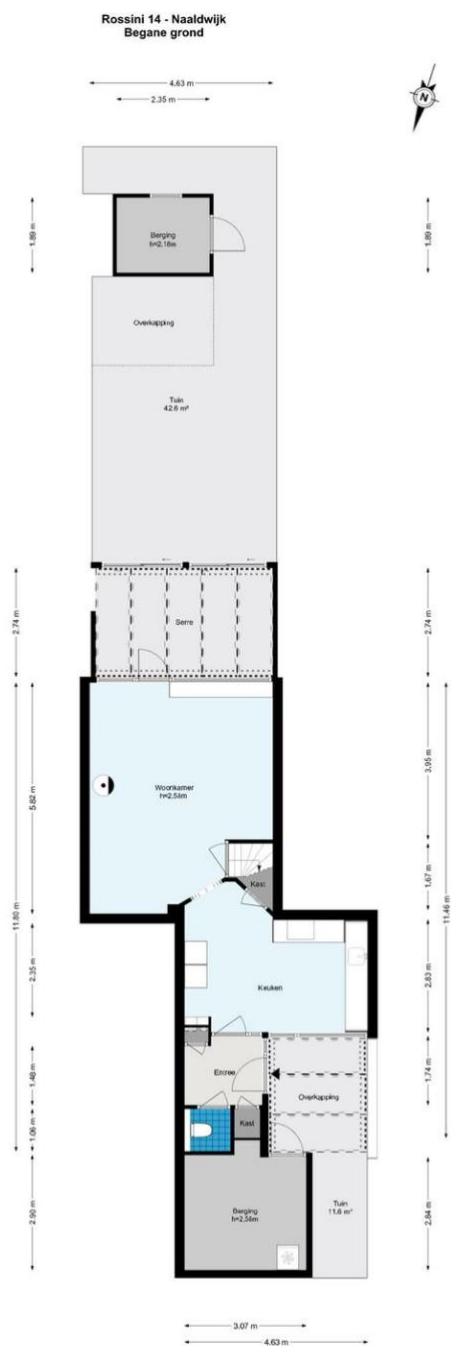 Rossini 14 - Naaldwijk
Begane grond
4.63 m
2.35 m
N
1.89 m
1.89 m
Berging
h=2,18m
Overkapping
Tuin
42.6 m²
2.74 m
2.74 m
Serre
5.82 m
3.95 m
11.80 m
11.46 m
Woonkamer
h=2,58m
1.67 m
Kast
2.35 m
2.83 m
Keuken
1.48 m
1.74 m
Entree
Overkapping
1.06 m
Kast
2.90 m
2.84 m
Berging
h=2,58m
Tuin
11.6 m²
3.07 m
4.63 m